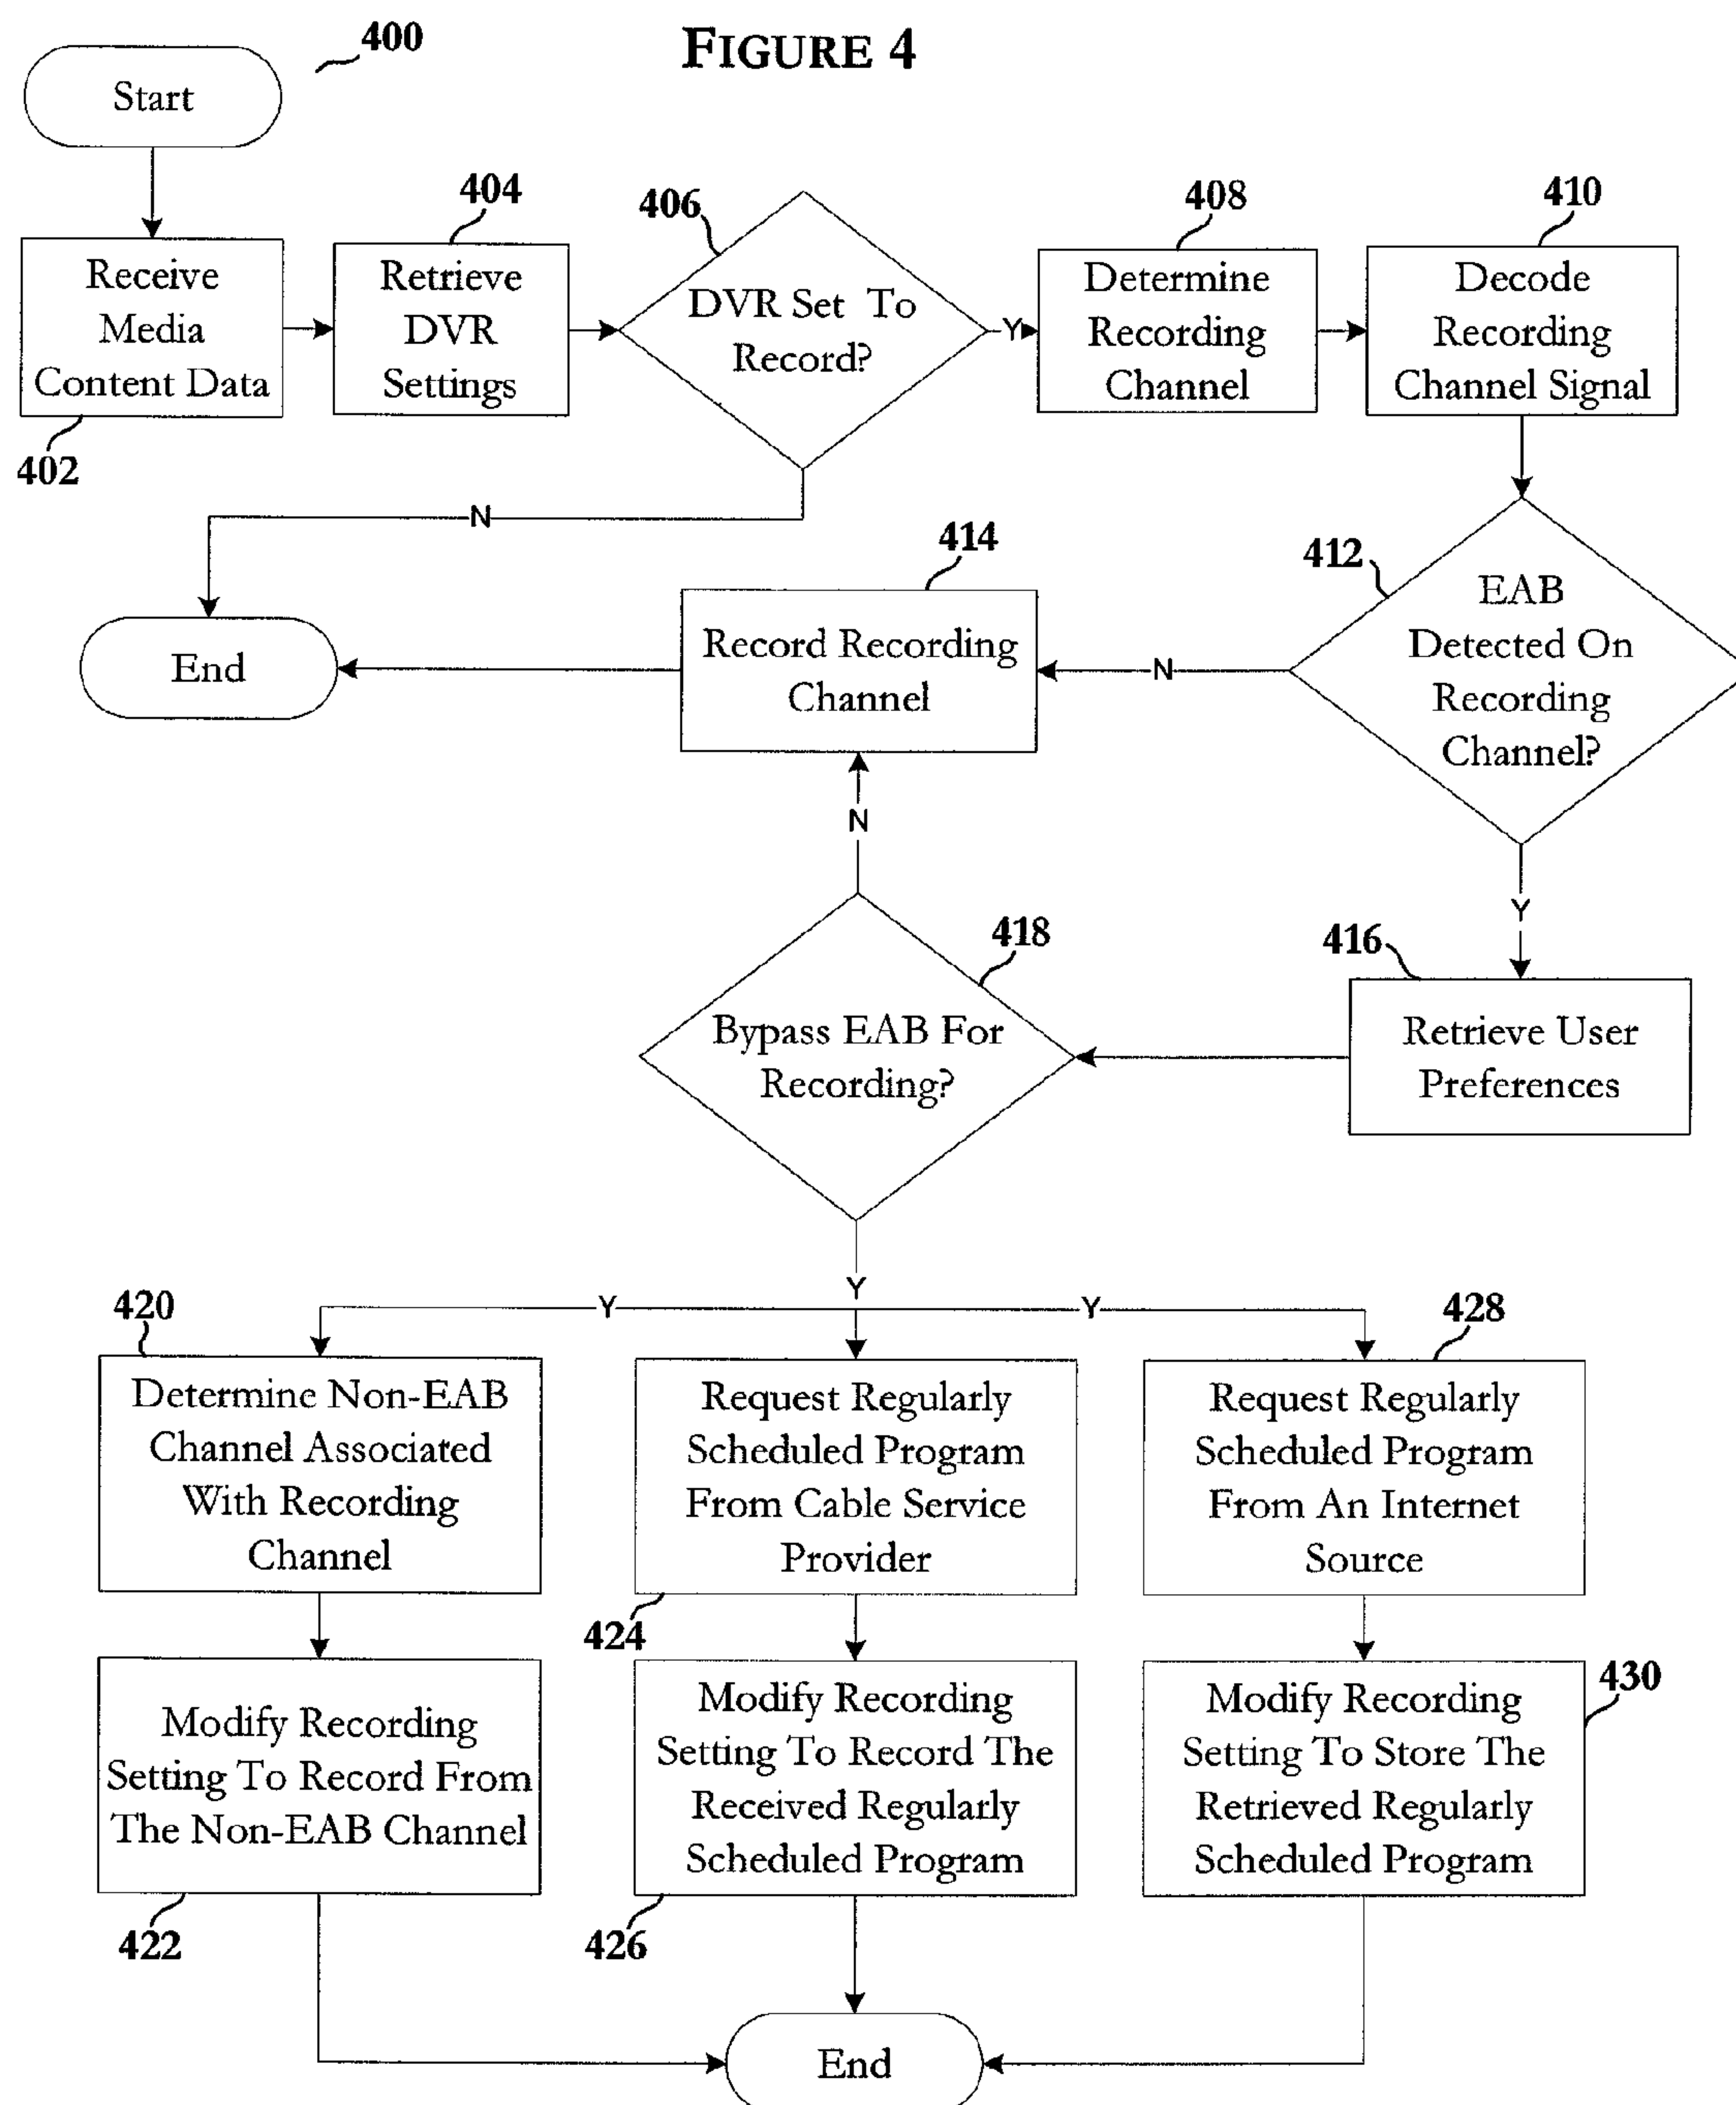 FIGURE 4
400
Start
404
406
408
410
Receive
Media
Content Data
402
Retrieve
DVR
Settings
DVR Set To
Record?
Y
Determine
Recording
Channel
Decode
Recording
Channel Signal
N
414
412
End
Record Recording
Channel
N
EAB
Detected On
Recording
Channel?
N
Y
418
416
Bypass EAB For
Recording?
Retrieve User
Preferences
Y
Y
Y
420
428
Determine Non-EAB
Channel Associated
With Recording
Channel
Request Regularly
Scheduled Program
From Cable Service
Provider
424
Request Regularly
Scheduled Program
From An Internet
Source
Modify Recording
Setting To Record From
The Non-EAB Channel
422
Modify Recording
Setting To Record The
Received Regularly
Scheduled Program
426
430
Modify Recording
Setting To Store The
Retrieved Regularly
Scheduled Program
End